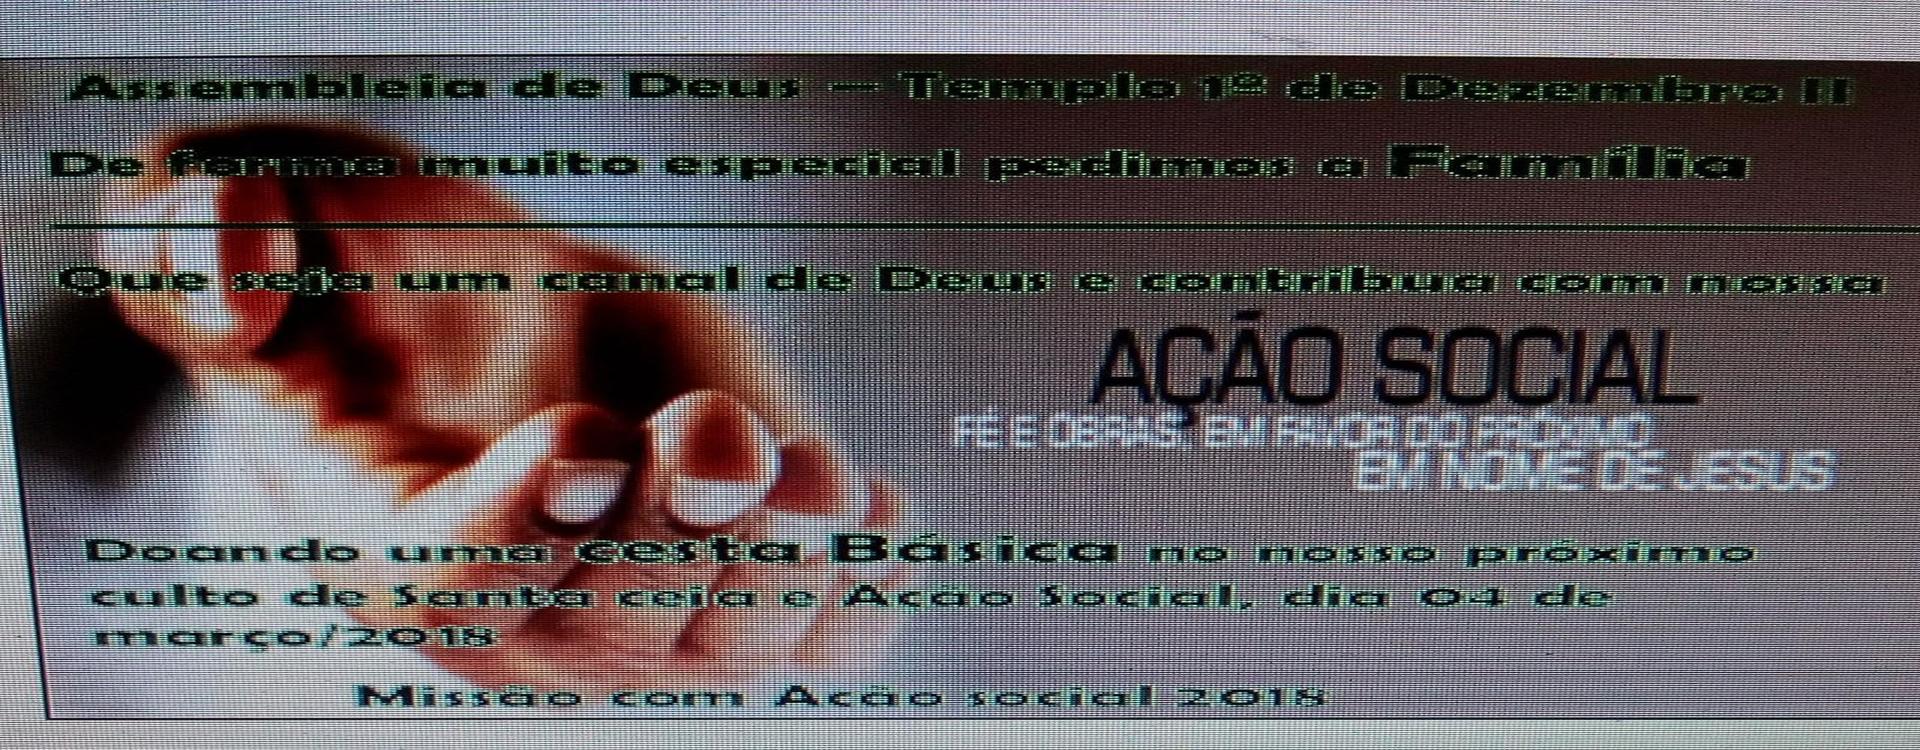 Assembleia de Deus – Templo 1º de Dezembro II
De forma muito especial pedimos a Família
Que seja um canal de Deus e contribua com nossa
AÇÃO SOCIAL
FÉ E OBRAS, EM FAVOR DO PRÓXIMO
EM NOME DE JESUS
Doando uma cesta Básica no nosso próximo
culto de Santa ceia e Ação Social, dia 04 de
março/2018
Missão com Ação social 2018